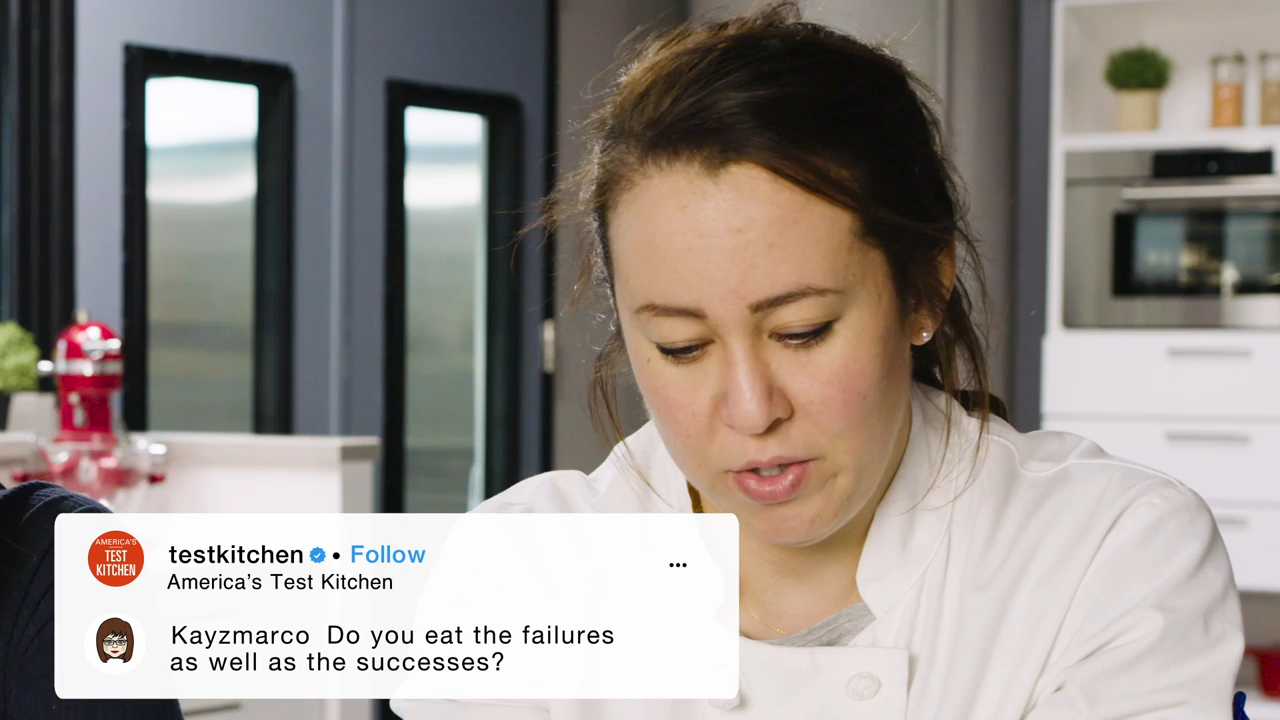 AMERICA'S
TEST
KITCHEN
testkitchen • Follow
America's Test Kitchen
...
Kayzmarco Do you eat the failures
as well as the successes?